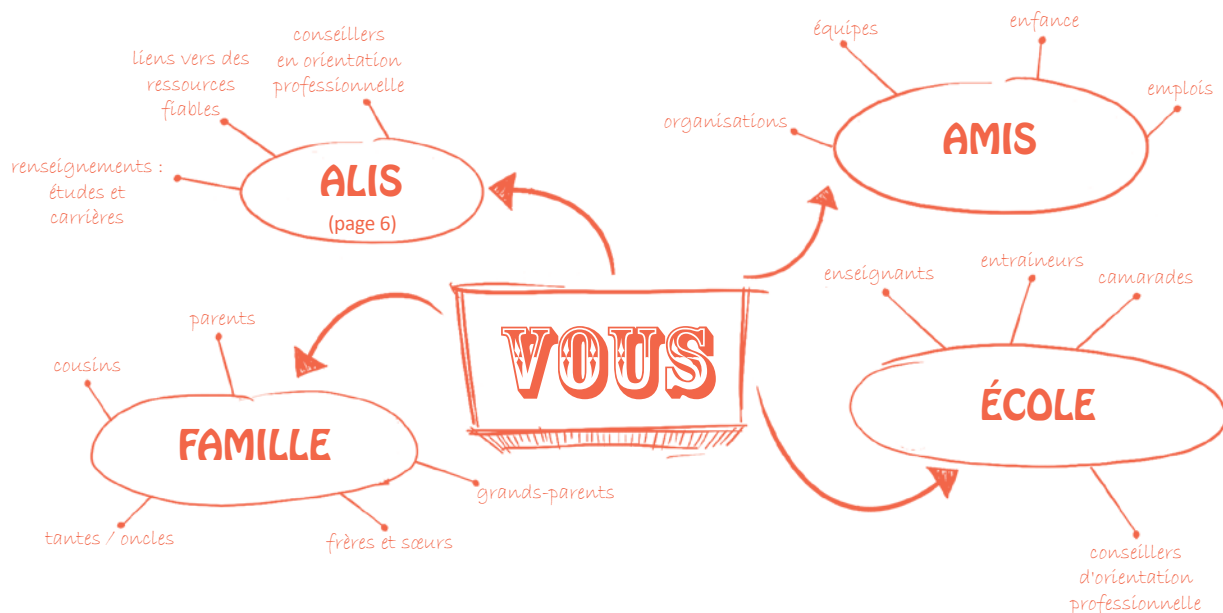 conseillers
en orientation
professionnelle
liens vers des
ressources
fiables
renseignements :
études et
carrières
ALIS
(page 6)
équipes
enfance
emplois
organisations
AMIS
VOUS
parents
cousins
FAMILLE
grands-parents
tantes / oncles
frères et sœurs
enseignants
entraineurs
camarades
ÉCOLE
conseillers
d'orientation
professionnelle